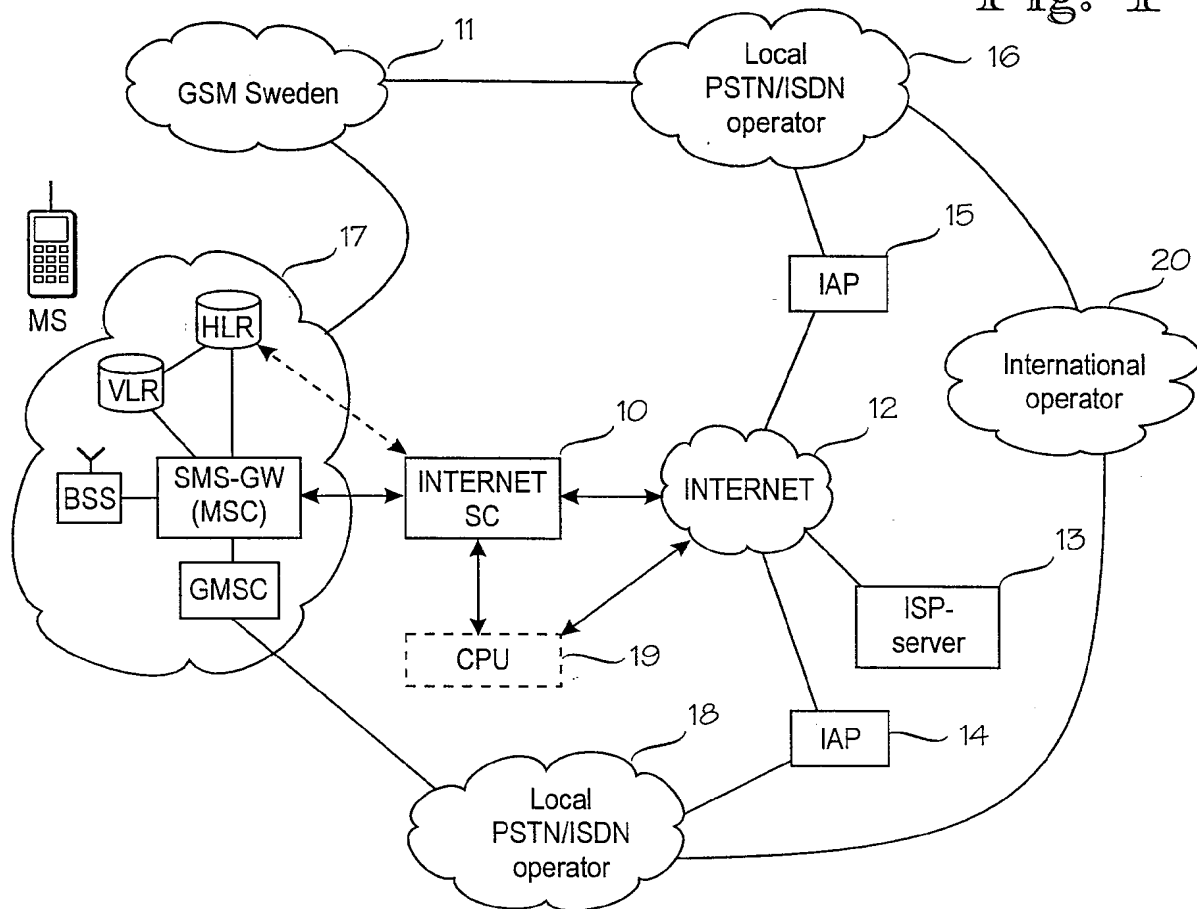 Fig. 1
11
GSM Sweden
Local
PSTN/ISDN
operator
16
MS
17
HLR
VLR
BSS
SMS-GW
(MSC)
GMSC
10
INTERNET
SC
15
IAP
20
International
operator
12
INTERNET
13
ISP-
server
CPU
19
18
IAP
14
Local
PSTN/ISDN
operator